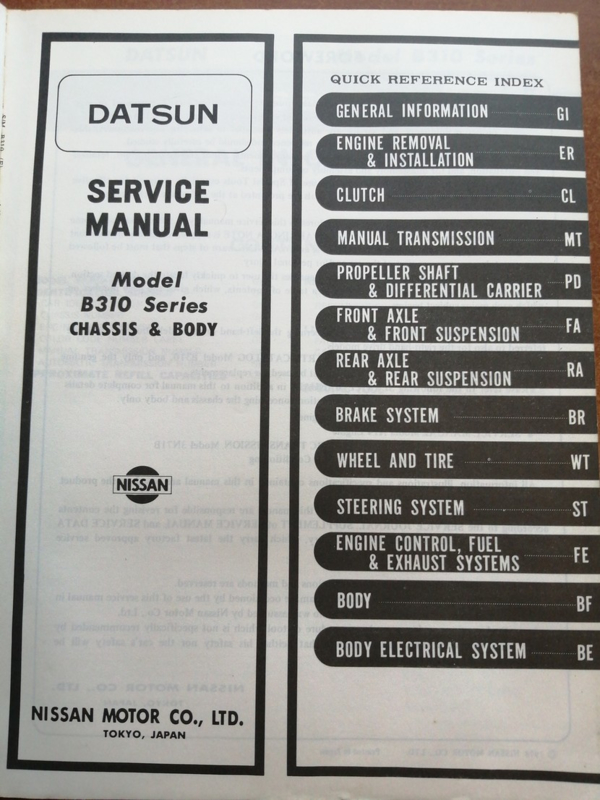 DATSUN
SERVICE
MANUAL
Model
B310 Series
CHASSIS & BODY
NISSAN
NISSAN MOTOR CO., LTD.
TOKYO, JAPAN
QUICK REFERENCE INDEX
GENERAL INFORMATION GI
ENGINE REMOVAL
& INSTALLATION ER
CLUTCH CL
MANUAL TRANSMISSION MT
PROPELLER SHAFT
& DIFFERENTIAL CARRIER PD
FRONT AXLE
& FRONT SUSPENSION FA
REAR AXLE
& REAR SUSPENSION RA
BRAKE SYSTEM BR
WHEEL AND TIRE WT
STEERING SYSTEM ST
ENGINE CONTROL, FUEL
& EXHAUST SYSTEMS FE
BODY BF
BODY ELECTRICAL SYSTEM BE